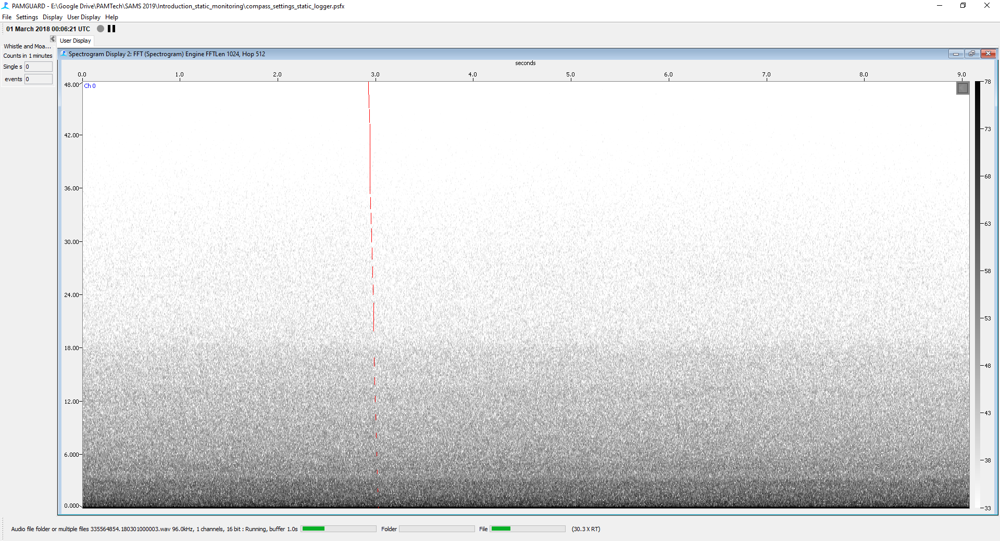 PAMGUARD - E:\Google Drive\PAMTech\SAMS 2019\Introduction_static_monitoring\compass_settings_static_logger.psfx
File Settings Display User Display Help
01 March 2018 00:06:21 UTC
User Display
Whistle and Moa...
Counts in 1 minutes
Single s 0
events 0
Spectrogram Display 2: FFT (Spectrogram) Engine FFTLen 1024, Hop 512
seconds
0.0 1.0 2.0 3.0 4.0 5.0 6.0 7.0 8.0 9.0
Ch 0
48.00
42.00
36.00
30.00
24.00
18.00
12.00
6.000
0.000
78
73
68
63
58
53
48
43
38
33
Audio file folder or multiple files 335564854.180301000003.wav 96.0kHz, 1 channels, 16 bit : Running, buffer 1.0s Folder File (30.3 X RT)